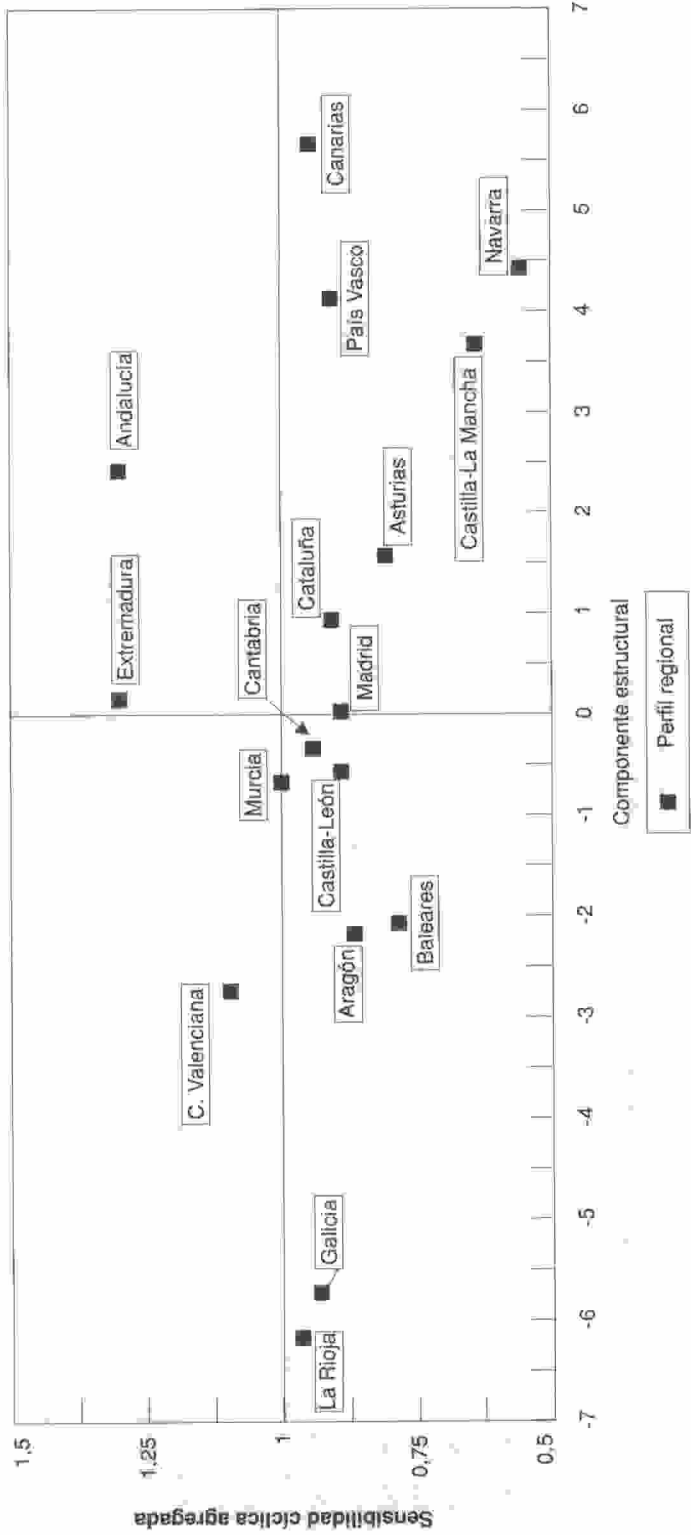 Sensibilidad cíclica agregada
1,5
1,25
1
0,75
0,5
Andalucía
Extremadura
Cantabria
Murcia
C. Valenciana
Canarias
País Vasco
Navarra
Cataluña
Asturias
Castilla-La Mancha
Madrid
Castilla-León
Aragón
Baleares
Galicia
La Rioja
-7
-6
-5
-4
-3
-2
-1
0
1
2
3
4
5
6
7
Componente estructural
Perfil regional